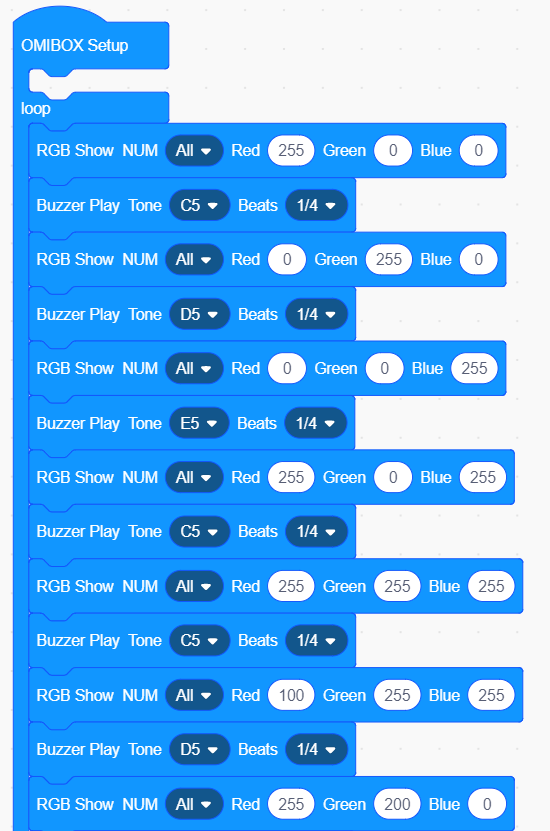 OMIBOX Setup
loop
RGB Show NUM All Red 255 Green 0 Blue 0
Buzzer Play Tone C5 Beats 1/4
RGB Show NUM All Red 0 Green 255 Blue 0
Buzzer Play Tone D5 Beats 1/4
RGB Show NUM All Red 0 Green 0 Blue 255
Buzzer Play Tone E5 Beats 1/4
RGB Show NUM All Red 255 Green 0 Blue 255
Buzzer Play Tone C5 Beats 1/4
RGB Show NUM All Red 255 Green 255 Blue 255
Buzzer Play Tone C5 Beats 1/4
RGB Show NUM All Red 100 Green 255 Blue 255
Buzzer Play Tone D5 Beats 1/4
RGB Show NUM All Red 255 Green 200 Blue 0